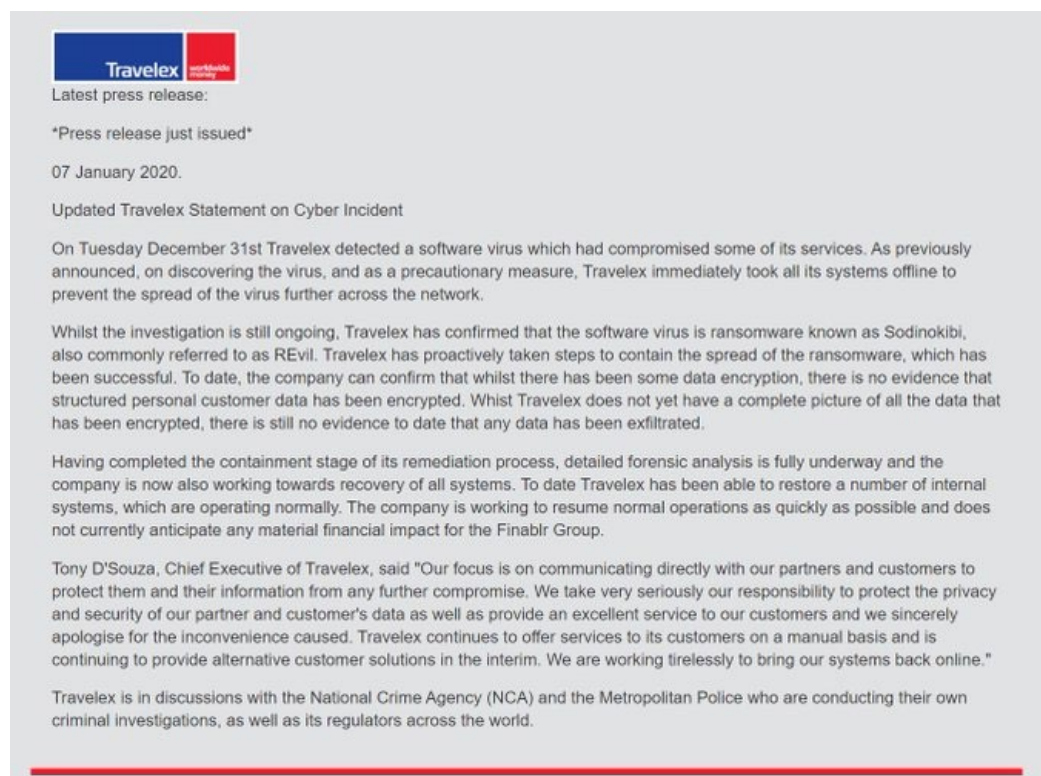 Travelex
worldwide
money
Latest press release:
*Press release just issued*
07 January 2020.
Updated Travelex Statement on Cyber Incident
On Tuesday December 31st Travelex detected a software virus which had compromised some of its services. As previously
announced, on discovering the virus, and as a precautionary measure, Travelex immediately took all its systems offline to
prevent the spread of the virus further across the network.
Whilst the investigation is still ongoing, Travelex has confirmed that the software virus is ransomware known as Sodinokibi,
also commonly referred to as REvil. Travelex has proactively taken steps to contain the spread of the ransomware, which has
been successful. To date, the company can confirm that whilst there has been some data encryption, there is no evidence that
structured personal customer data has been encrypted. Whist Travelex does not yet have a complete picture of all the data that
has been encrypted, there is still no evidence to date that any data has been exfiltrated.
Having completed the containment stage of its remediation process, detailed forensic analysis is fully underway and the
company is now also working towards recovery of all systems. To date Travelex has been able to restore a number of internal
systems, which are operating normally. The company is working to resume normal operations as quickly as possible and does
not currently anticipate any material financial impact for the Finablr Group.
Tony D'Souza, Chief Executive of Travelex, said "Our focus is on communicating directly with our partners and customers to
protect them and their information from any further compromise. We take very seriously our responsibility to protect the privacy
and security of our partner and customer's data as well as provide an excellent service to our customers and we sincerely
apologise for the inconvenience caused. Travelex continues to offer services to its customers on a manual basis and is
continuing to provide alternative customer solutions in the interim. We are working tirelessly to bring our systems back online."
Travelex is in discussions with the National Crime Agency (NCA) and the Metropolitan Police who are conducting their own
criminal investigations, as well as its regulators across the world.